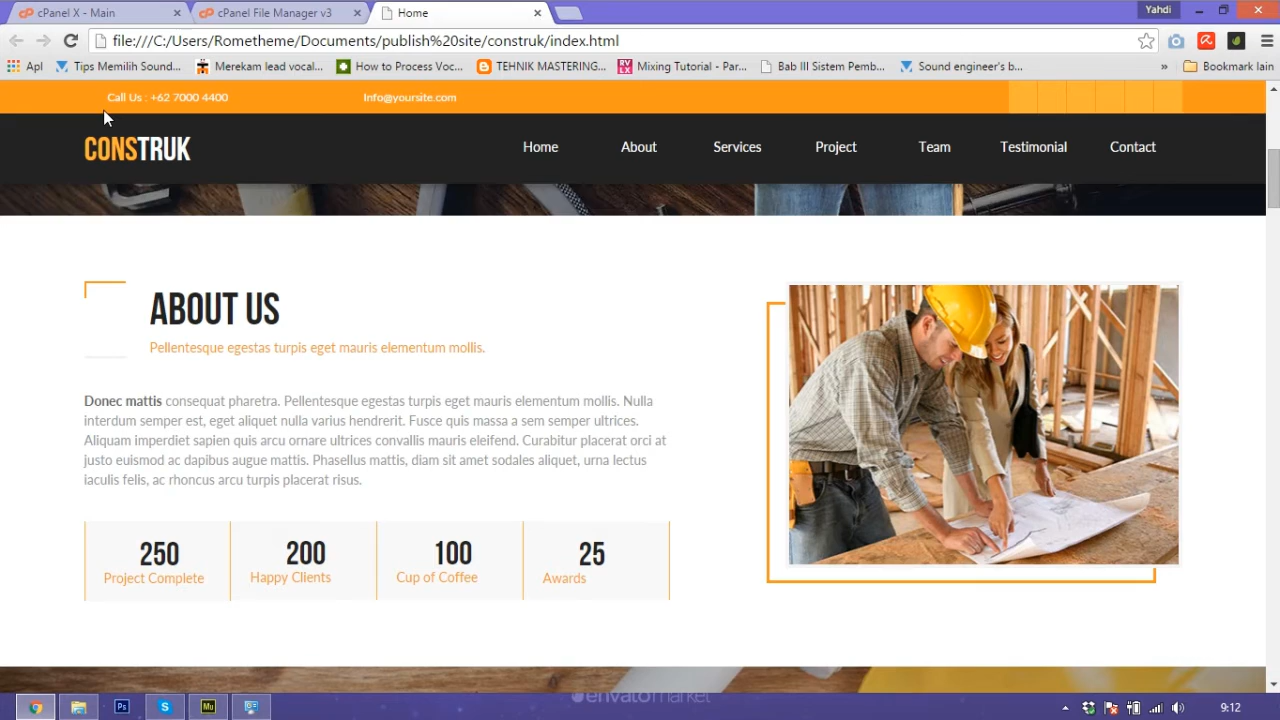 cPanel X - Main
cPanel File Manager v3
Home
Yahdi
file:///C:/Users/Rometheme/Documents/publish%20site/construk/index.html
Apl
Tips Memilih Sound...
Merekam lead vocal...
How to Process Voc...
TEHNIK MASTERING...
Mixing Tutorial - Par...
Bab III Sistem Pemb...
Sound engineer's b...
»
Bookmark lain
Call Us : +62 7000 4400
Info@yoursite.com
CONSTRUK
Home
About
Services
Project
Team
Testimonial
Contact
ABOUT US
Pellentesque egestas turpis eget mauris elementum mollis.
Donec mattis consequat pharetra. Pellentesque egestas turpis eget mauris elementum mollis. Nulla
interdum semper est, eget aliquet nulla varius hendrerit. Fusce quis massa a sem semper ultrices.
Aliquam imperdiet sapien quis arcu ornare ultrices convallis mauris eleifend. Curabitur placerat orci at
justo euismod ac dapibus augue mattis. Phasellus mattis, diam sit amet sodales aliquet, urna lectus
iaculis felis, ac rhoncus arcu turpis placerat risus.
250
Project Complete
200
Happy Clients
100
Cup of Coffee
25
Awards
envatomarket
Ps
S
Mu
9:12